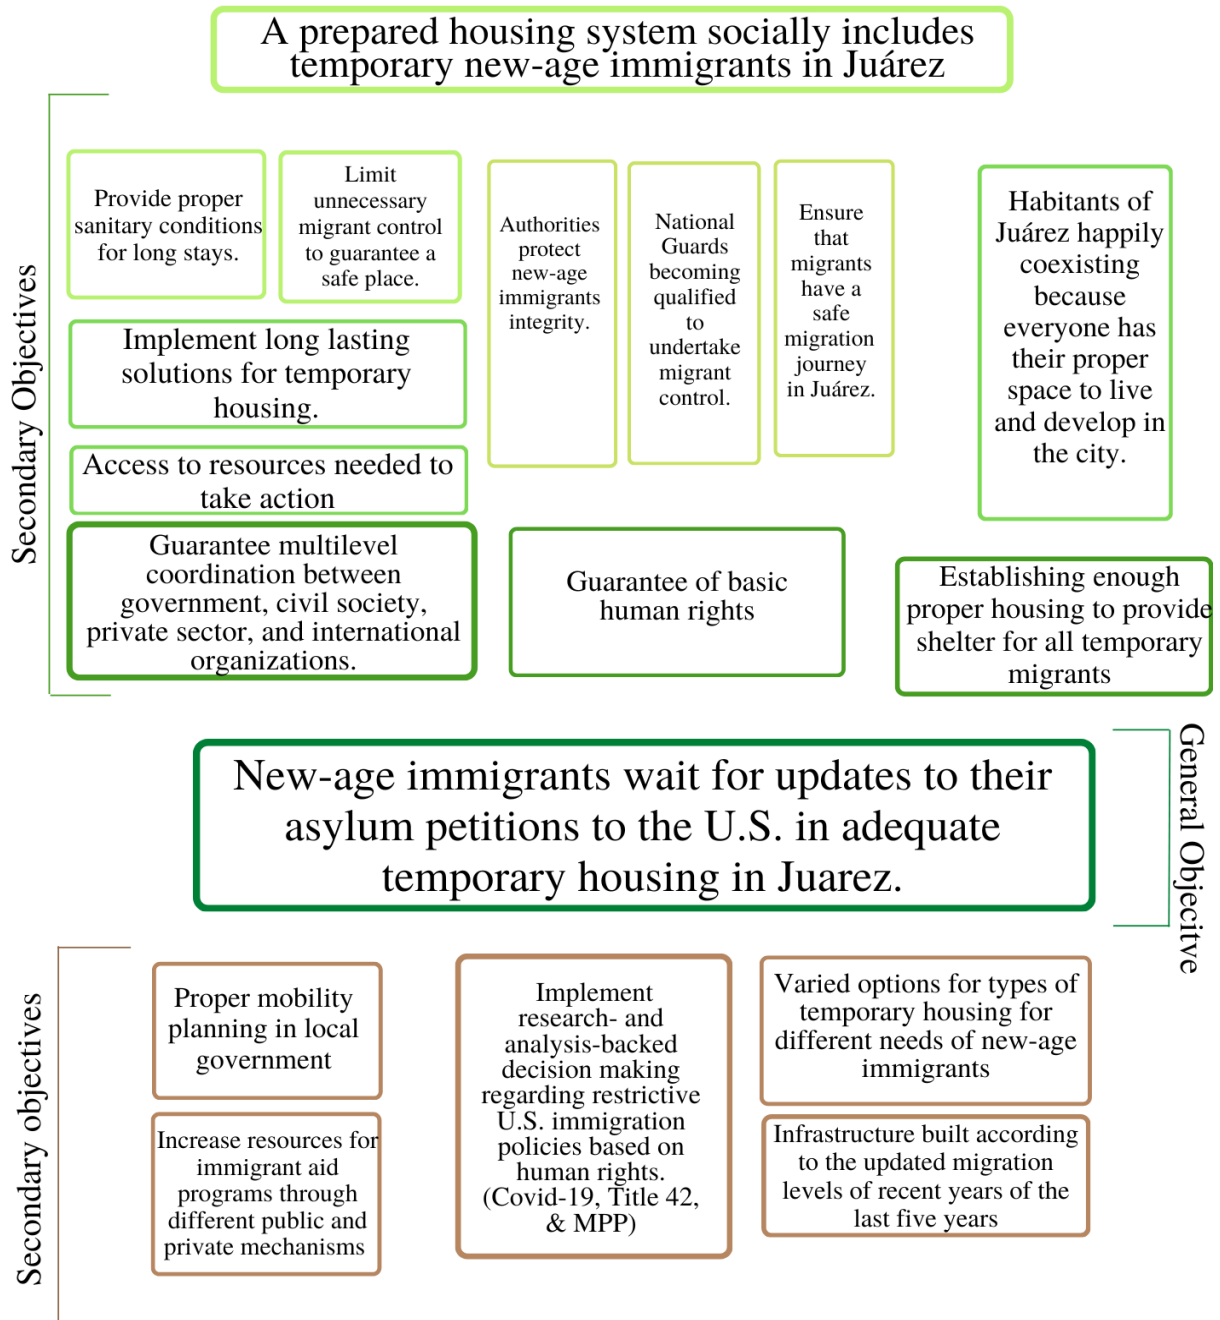 A prepared housing system socially includes
temporary new-age immigrants in Juárez
Secondary Objectives
Provide proper
sanitary conditions
for long stays.
Limit
unnecessary
migrant control
to guarantee a
safe place.
Authorities
protect
new-age
immigrants
integrity.
National
Guards
becoming
qualified
to
undertake
migrant
control.
Ensure
that
migrants
have a
safe
migration
journey
in Juárez.
Habitants of
Juárez happily
coexisting
because
everyone has
their proper
space to live
and develop in
the city.
Implement long lasting
solutions for temporary
housing.
Access to resources needed to
take action
Guarantee multilevel
coordination between
government, civil society,
private sector, and international
organizations.
Guarantee of basic
human rights
Establishing enough
proper housing to provide
shelter for all temporary
migrants
New-age immigrants wait for updates to their
asylum petitions to the U.S. in adequate
temporary housing in Juarez.
General Objecitve
Secondary objectives
Proper mobility
planning in local
government
Increase resources for
immigrant aid
programs through
different public and
private mechanisms
Implement
research- and
analysis-backed
decision making
regarding restrictive
U.S. immigration
policies based on
human rights.
(Covid-19, Title 42,
& MPP)
Varied options for types of
temporary housing for
different needs of new-age
immigrants
Infrastructure built according
to the updated migration
levels of recent years of the
last five years